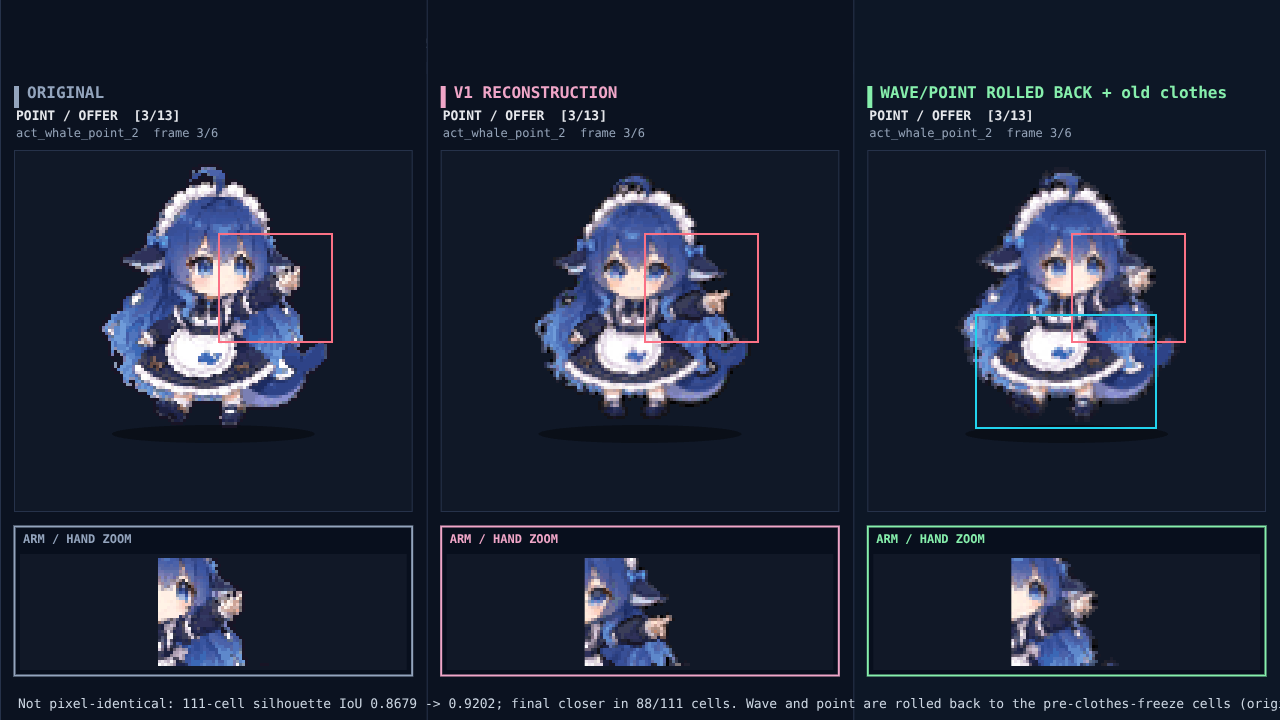 ORIGINAL
POINT / OFFER [3/13]
act_whale_point_2 frame 3/6
ARM / HAND ZOOM
V1 RECONSTRUCTION
POINT / OFFER [3/13]
act_whale_point_2 frame 3/6
ARM / HAND ZOOM
WAVE/POINT ROLLED BACK + old clothes
POINT / OFFER [3/13]
act_whale_point_2 frame 3/6
ARM / HAND ZOOM
Not pixel-identical: 111-cell silhouette IoU 0.8679 -> 0.9202; final closer in 88/111 cells. Wave and point are rolled back to the pre-clothes-freeze cells (orig